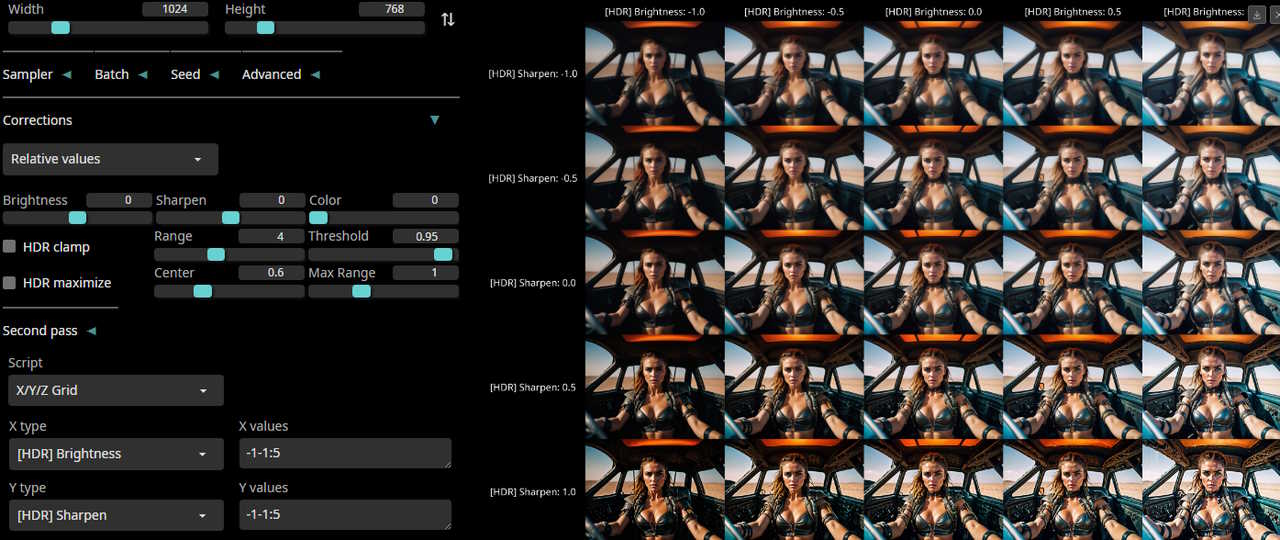 Width 1024 Height 768
Sampler Batch Seed Advanced
Corrections
Relative values
Brightness 0 Sharpen 0 Color 0
HDR clamp Range 4 Threshold 0.95
HDR maximize Center 0.6 Max Range 1
Second pass
Script
X/Y/Z Grid
X type X values
[HDR] Brightness -1-1:5
Y type Y values
[HDR] Sharpen -1-1:5
[HDR] Brightness: -1.0 [HDR] Brightness: -0.5 [HDR] Brightness: 0.0 [HDR] Brightness: 0.5 [HDR] Brightness:
[HDR] Sharpen: -1.0
[HDR] Sharpen: -0.5
[HDR] Sharpen: 0.0
[HDR] Sharpen: 0.5
[HDR] Sharpen: 1.0